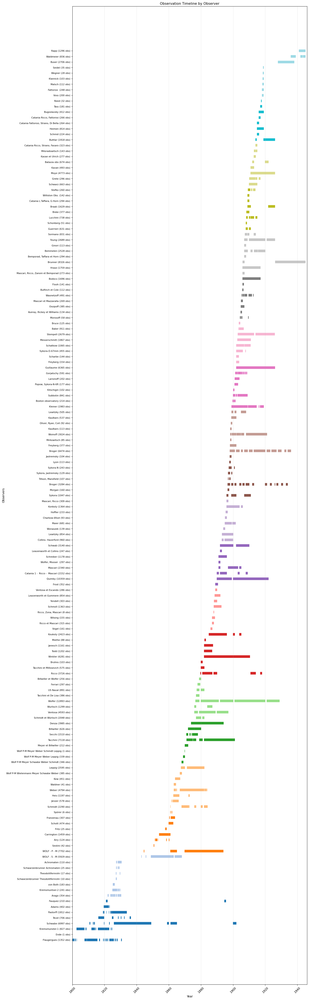 Observation Timeline by Observer
Rapp (1296 obs)
Waldmeier (836 obs)
Buser (2706 obs)
Seidel (35 obs)
Wegner (28 obs)
Klannick (103 obs)
Malsch (112 obs)
Fattorosi  (248 obs)
Voss (200 obs)
Reed (32 obs)
Tass (181 obs)
Bugoslavsky (412 obs)
Catania Ricco, Fattorosi (266 obs)
Catania Fattorosi, Strano, Di Bella (264 obs)
Heimen (814 obs)
Schmid (224 obs)
Buttlar (1918 obs)
Catania Ricco, Strano, Favaro (323 obs)
Miloradowitsch (143 obs)
Kavan et Ulrich (277 obs)
Batavia obs (674 obs)
Kavan (493 obs)
Moye (4773 obs)
Grete (296 obs)
Schwarz (663 obs)
Stefko (260 obs)
Williston Obs. (142 obs)
Catania L.Taffara, G.Horn (294 obs)
Braak (1629 obs)
Biske (377 obs)
Lucchini (738 obs)
Schonberg (51 obs)
Guerrieri (631 obs)
Sormano (831 obs)
Young (2689 obs)
Ginori (113 obs)
Bemmelen (2528 obs)
Bemporad, Taffara et Horn (294 obs)
Brunner (8326 obs)
Hrase (1759 obs)
Mascari, Ricco, Zanoni et Bemporad (273 obs)
Bodocs (1696 obs)
Flooh (141 obs)
Bulfinch et Cole (112 obs)
Wasnetzoff (491 obs)
Mascari et Mazzaralla (269 obs)
Ossipoff (385 obs)
Averay, Rickey et Williams (134 obs)
Morosoff (58 obs)
Bruce (125 obs)
Baker (911 obs)
Stempell (2679 obs)
Messerschmitt (1867 obs)
Schatkow (1065 obs)
Sykora-O-67mm (455 obs)
Scharbe (144 obs)
Freyberg (154 obs)
Guillaume (6365 obs)
Gorjatschy (591 obs)
Larionoff (202 obs)
Popow, Sykora-N-6ft (177 obs)
Kitschigin (102 obs)
Subbotin (841 obs)
Boston observatory (214 obs)
Kleiner (1983 obs)
Lewitzky (505 obs)
Kaulbars (537 obs)
Oliver, Ryan, Coit (92 obs)
Kaulbars (113 obs)
Woinoff (3024 obs)
Mirkowitsch (85 obs)
Freyberg (377 obs)
Broger (6474 obs)
Jastremsky (104 obs)
Lyon (113 obs)
Sykora-N (243 obs)
Sykora, Jastremsky (129 obs)
Tillson, Mansfield (107 obs)
Broger (3284 obs)
Morgan (160 obs)
Sykora (1047 obs)
Mascari, Ricco (309 obs)
Konkoly (1364 obs)
Hoffler (233 obs)
Charkow-6foot (93 obs)
Maier (681 obs)
Wonaszek (139 obs)
Lewitzky (854 obs)
Collins- Haverford (960 obs)
Schwab (3140 obs)
Leavenworth et Collins (247 obs)
Schreiber (1178 obs)
Wolfer, Mooser  (297 obs)
Mascari (2340 obs)
Catania 1 -  Ricco -  Mascari (2152 obs)
Quimby (10359 obs)
Frost (352 obs)
Ventosa et Escando (286 obs)
Leavenworth et Gummere (854 obs)
Yendell (303 obs)
Schmoll (1363 obs)
Ricco, Zona, Mascari (8 obs)
Wilsing (155 obs)
Ricco et Mascari (315 obs)
Vogel (161 obs)
Koukoly (2423 obs)
Miethe (88 obs)
Janesch (1161 obs)
Todd (1202 obs)
Winkler (6281 obs)
Bruhns (103 obs)
Tacchini et Millosevich (575 obs)
Ricco (3726 obs)
Billwiller et Wolfer (256 obs)
Ferrari (297 obs)
US Naval (891 obs)
Tacchini et De Lisa (386 obs)
Wolfer (12893 obs)
Wurlisch (1299 obs)
Ventosa (4593 obs)
Schmidt et Würlisch (2048 obs)
Denza (3985 obs)
Billwiller (626 obs)
Secchi (1510 obs)
Tacchini (7118 obs)
Meyer et Billwiller (212 obs)
Wolf P-M Meyer Weber Schimdt Leppig (1 obs)
Wolf P-M Meyer Weber Leppig (339 obs)
Wolf P-M Meyer Schwabe Weber Schimdt (346 obs)
Leppig (2595 obs)
Wolf P-M Wielenmann Meyer Schwabe Weber (385 obs)
Kew (451 obs)
Waldner (41 obs)
Weber (4794 obs)
Heis (1197 obs)
Jenzer (578 obs)
Schmidt (2290 obs)
Spörer (6 obs)
Franzenau (307 obs)
Schott (474 obs)
Fritz (25 obs)
Carrington (1459 obs)
Airy (124 obs)
Sestini (42 obs)
WOLF - P - M (7702 obs)
WOLF - S - M (5929 obs)
Achromaten (110 obs)
Schwarzenbrunner Achromaten (25 obs)
Theodolitfernrohr (17 obs)
Schwarzenbrunner Theodolitfernrohr (10 obs)
von Both (183 obs)
Kremsmuntser-2 (241 obs)
Arago (354 obs)
Fauquez (210 obs)
Adams (402 obs)
Pastorff (1812 obs)
Tevel (706 obs)
Schwabe (6997 obs)
Kremsmunster-1 (827 obs)
Ende (1 obs)
Flaugergues (1352 obs)
Observers
1800 1820 1840 1860 1880 1900 1920 1940
Year